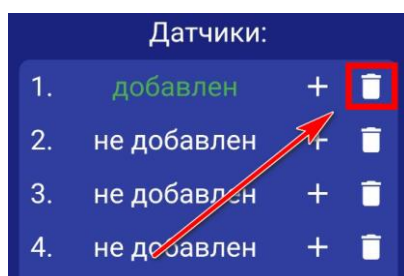 Датчики:
1. добавлен +
2. не добавлен +
3. не добавлен +
4. не добавлен +